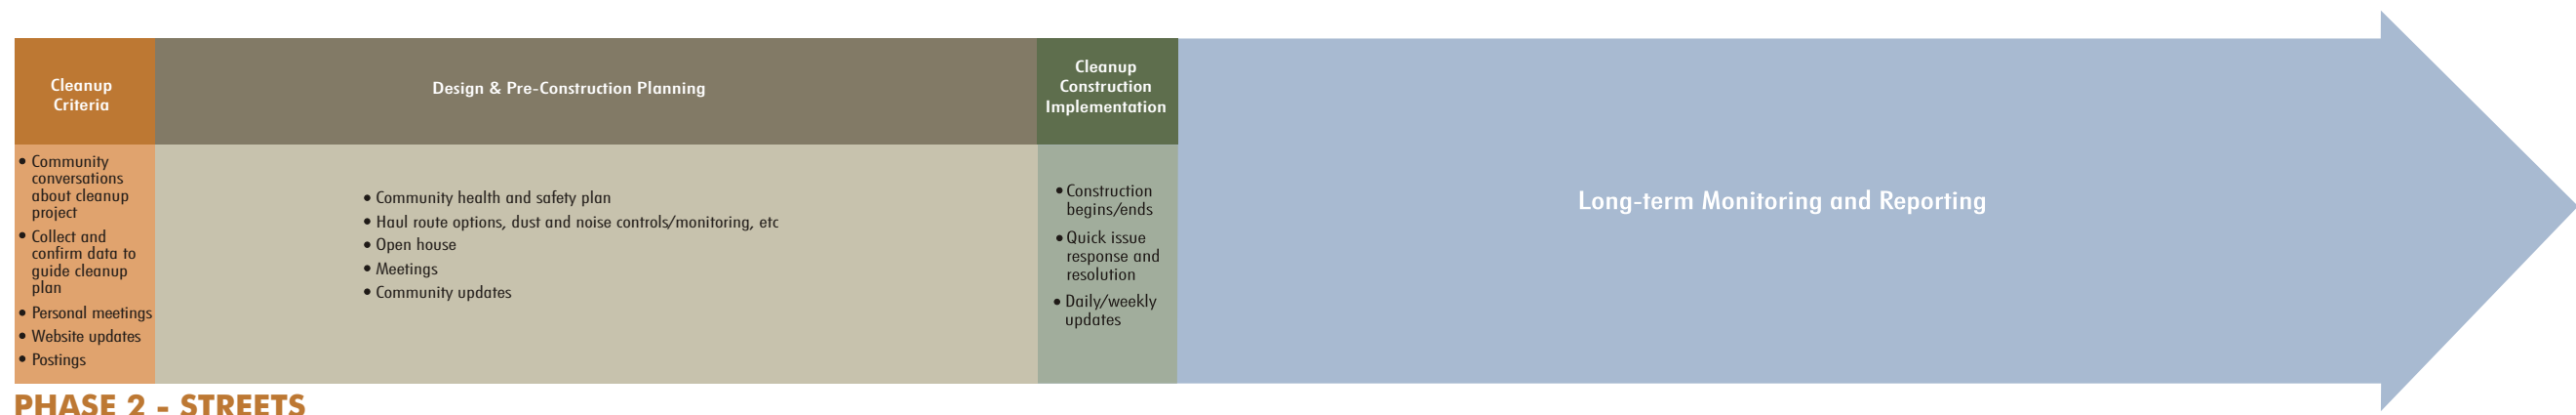 Cleanup
Criteria
Design & Pre-Construction Planning
Cleanup
Construction
Implementation
• Community
conversations
about cleanup
project
• Collect and
confirm data to
guide cleanup
plan
• Personal meetings
• Website updates
• Postings
• Community health and safety plan
• Haul route options, dust and noise controls/monitoring, etc
• Open house
• Meetings
• Community updates
• Construction
begins/ends
• Quick issue
response and
resolution
• Daily/weekly
updates
Long-term Monitoring and Reporting
PHASE 2 - STREETS